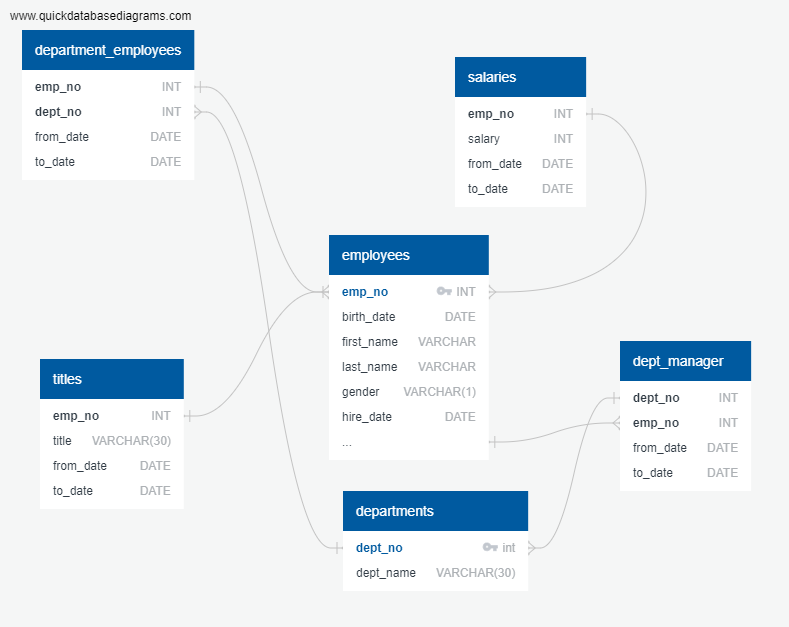 www.quickdatabasediagrams.com
department_employees
emp_no INT
dept_no INT
from_date DATE
to_date DATE
salaries
emp_no INT
salary INT
from_date DATE
to_date DATE
employees
emp_no INT
birth_date DATE
first_name VARCHAR
last_name VARCHAR
gender VARCHAR(1)
hire_date DATE
...
titles
emp_no INT
title VARCHAR(30)
from_date DATE
to_date DATE
dept_manager
dept_no INT
emp_no INT
from_date DATE
to_date DATE
departments
dept_no int
dept_name VARCHAR(30)